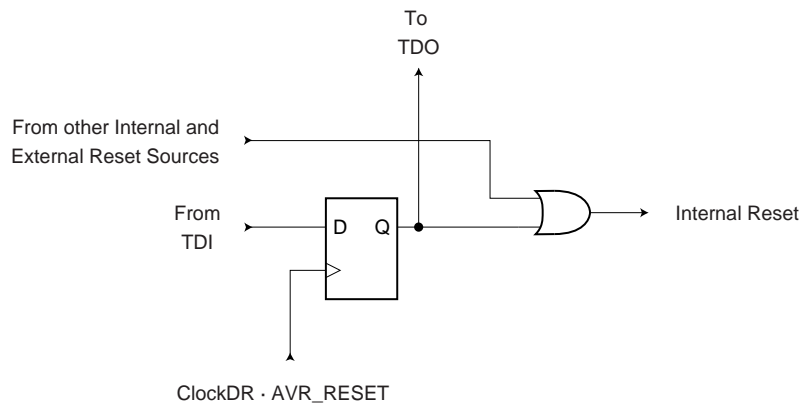 To
TDO
From other Internal and
External Reset Sources
From
TDI
D Q
Internal Reset
ClockDR · AVR_RESET